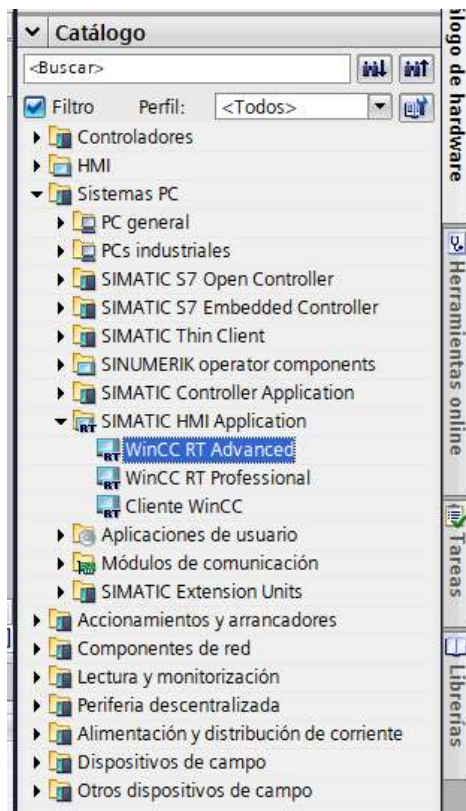 Catálogo
<Buscar>
Filtro Perfil: <Todos>
Controladores
HMI
Sistemas PC
PC general
PCs industriales
SIMATIC S7 Open Controller
SIMATIC S7 Embedded Controller
SIMATIC Thin Client
SINUMERIK operator components
SIMATIC Controller Application
SIMATIC HMI Application
WinCC RT Advanced
WinCC RT Professional
Cliente WinCC
Aplicaciones de usuario
Módulos de comunicación
SIMATIC Extension Units
Accionamientos y arrancadores
Componentes de red
Lectura y monitorización
Periferia descentralizada
Alimentación y distribución de corriente
Dispositivos de campo
Otros dispositivos de campo
álogo de hardware
Herramientas online
Tareas
Librerías